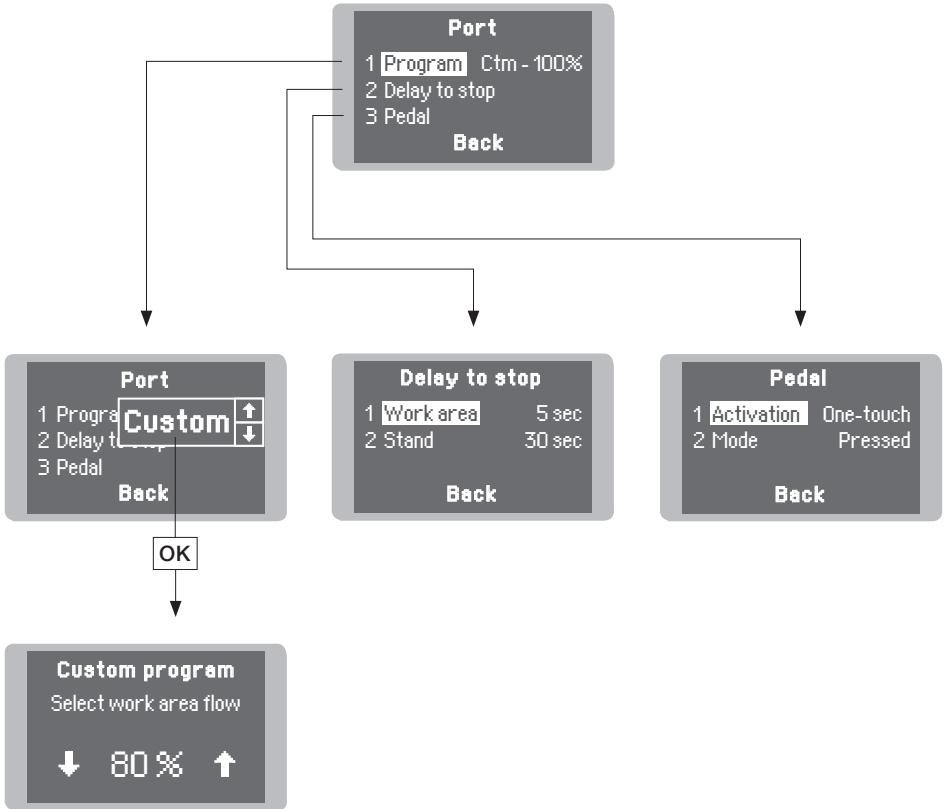 Port
1 Program Ctm - 100%
2 Delay to stop
3 Pedal
Back
Port
1 Progra
Custom
2 Delay t
3 Pedal
Back
OK
Delay to stop
1 Work area 5 sec
2 Stand 30 sec
Back
Pedal
1 Activation One-touch
2 Mode Pressed
Back
Custom program
Select work area flow
80 %